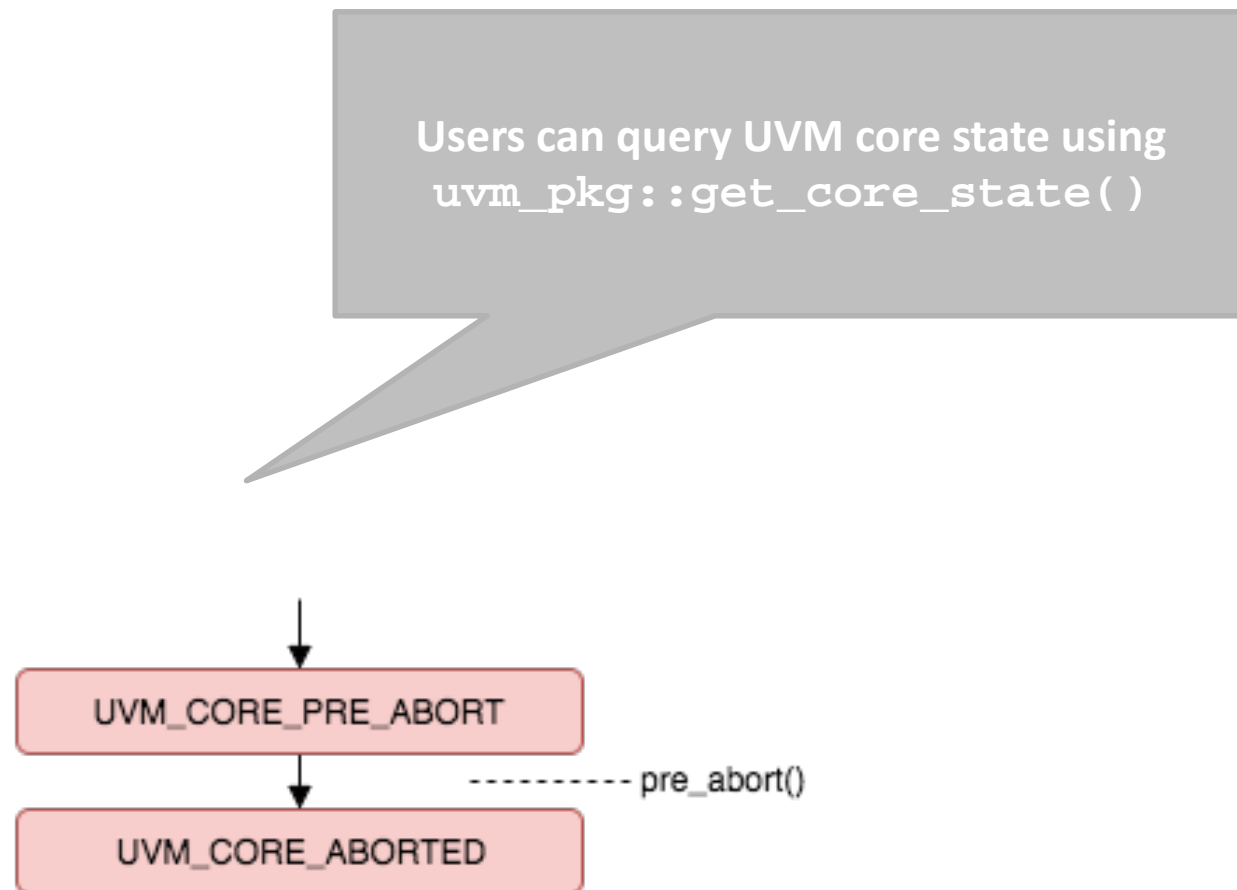 Users can query UVM core state using
uvm_pkg::get_core_state()
UVM_CORE_PRE_ABORT
pre_abort()
UVM_CORE_ABORTED